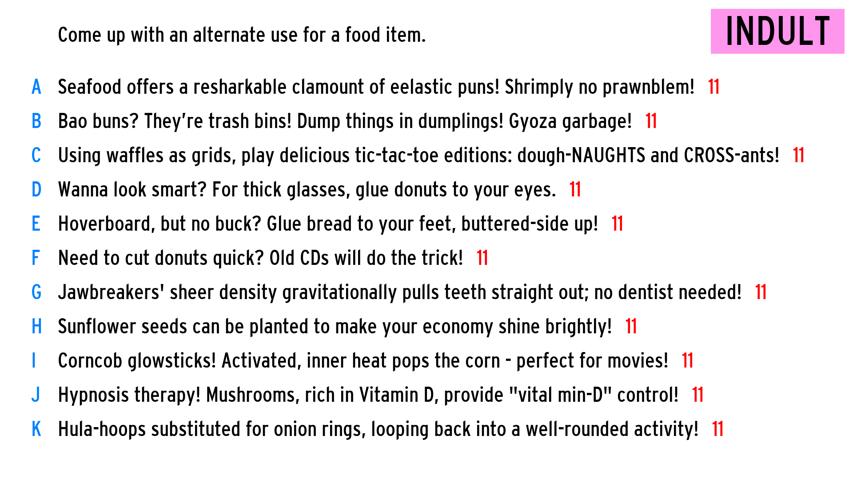 Come up with an alternate use for a food item.
INDULT
A Seafood offers a resharkable clamount of eelastic puns! Shrimply no prawnblem! 11
B Bao buns? They're trash bins! Dump things in dumplings! Gyoza garbage! 11
C Using waffles as grids, play delicious tic-tac-toe editions: dough-NAUGHTS and CROSS-ants! 11
D Wanna look smart? For thick glasses, glue donuts to your eyes. 11
E Hoverboard, but no buck? Glue bread to your feet, buttered-side up! 11
F Need to cut donuts quick? Old CDs will do the trick! 11
G Jawbreakers' sheer density gravitationally pulls teeth straight out; no dentist needed! 11
H Sunflower seeds can be planted to make your economy shine brightly! 11
I Corncob glowsticks! Activated, inner heat pops the corn - perfect for movies! 11
J Hypnosis therapy! Mushrooms, rich in Vitamin D, provide "vital min-D" control! 11
K Hula-hoops substituted for onion rings, looping back into a well-rounded activity! 11